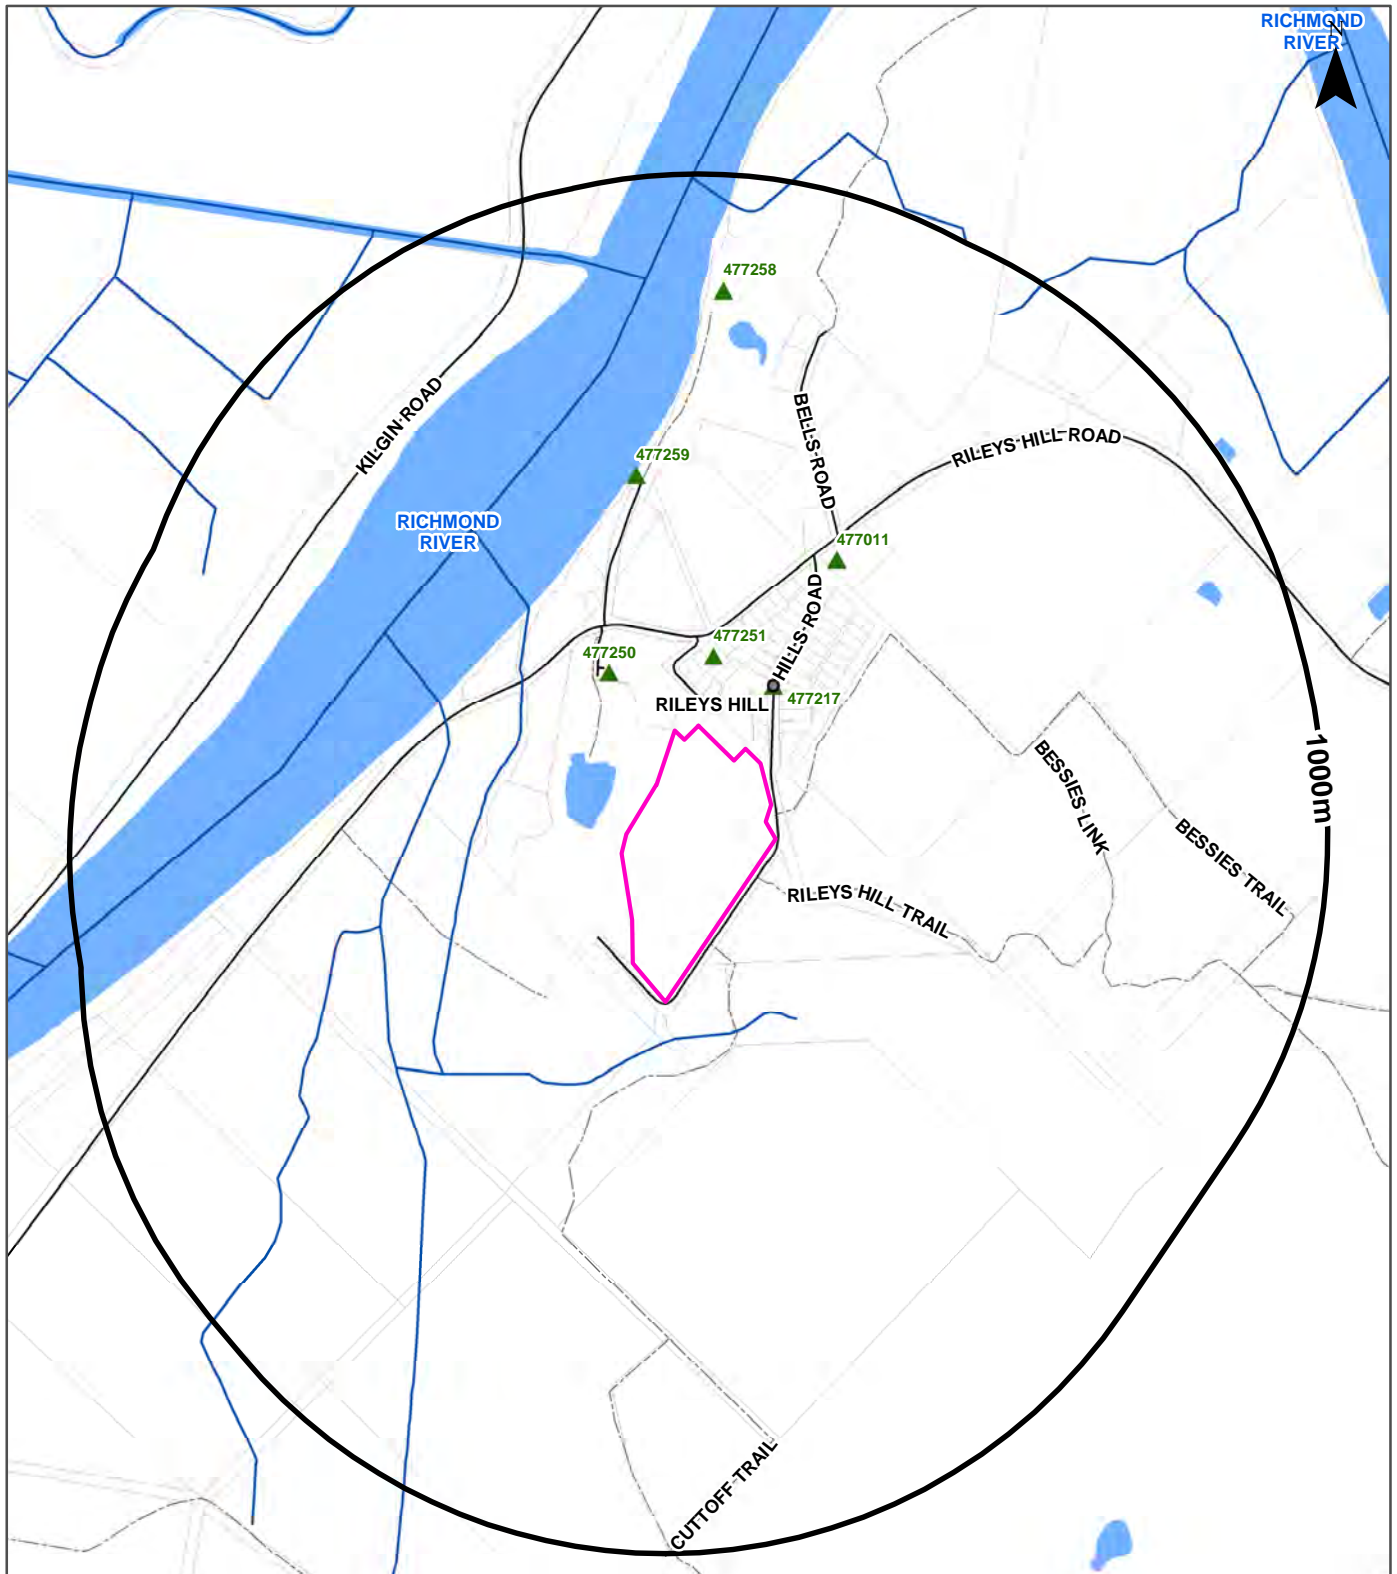 RICHMOND
RIVER
N
477258
KILGIN ROAD
BELLS ROAD
RILEYS HILL ROAD
477259
RICHMOND
RIVER
477011
HILLS ROAD
477251
477250
477217
RILEYS HILL
1000m
BESSIES LINK
BESSIES TRAIL
RILEYS HILL TRAIL
CUTTOFF TRAIL